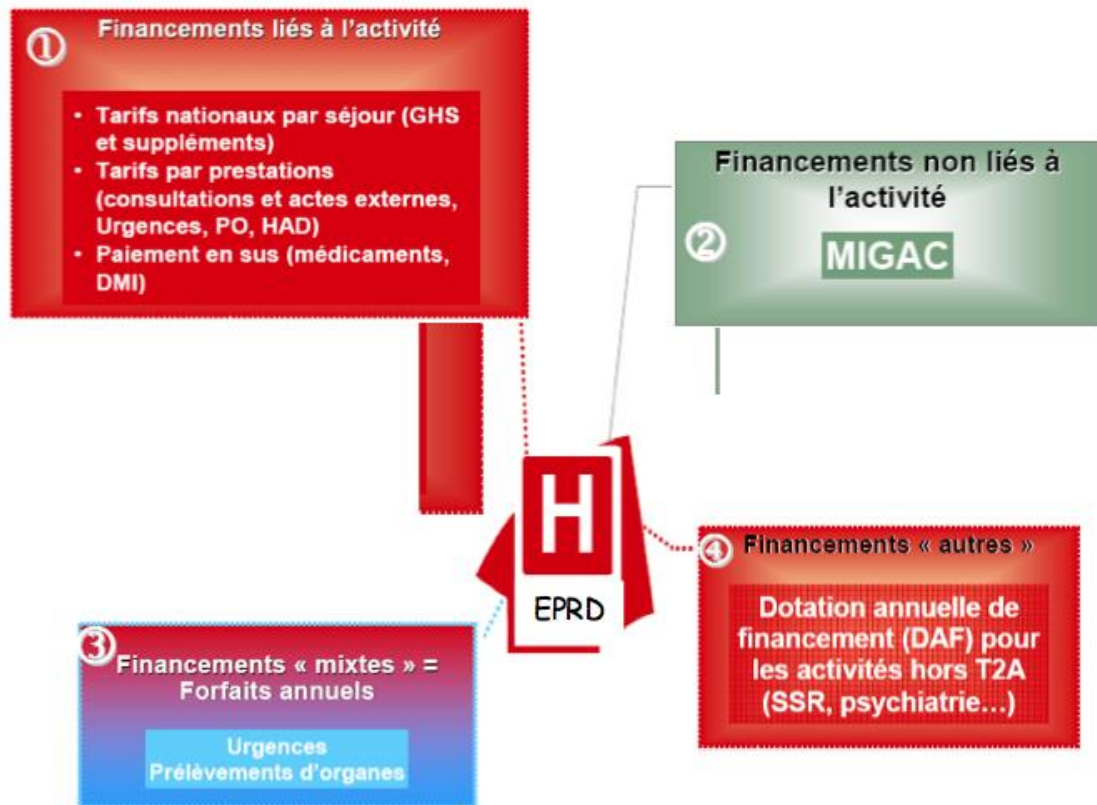 ①
Financements liés à l’activité
• Tarifs nationaux par séjour (GHS
et suppléments)
• Tarifs par prestations
(consultations et actes externes,
Urgences, PO, HAD)
• Paiement en sus (médicaments,
DMI)
②
Financements non liés à
l’activité
MIGAC
H
EPRD
③
Financements « mixtes » =
Forfaits annuels
Urgences
Prélèvements d’organes
④
Financements « autres »
Dotation annuelle de
financement (DAF) pour
les activités hors T2A
(SSR, psychiatrie…)